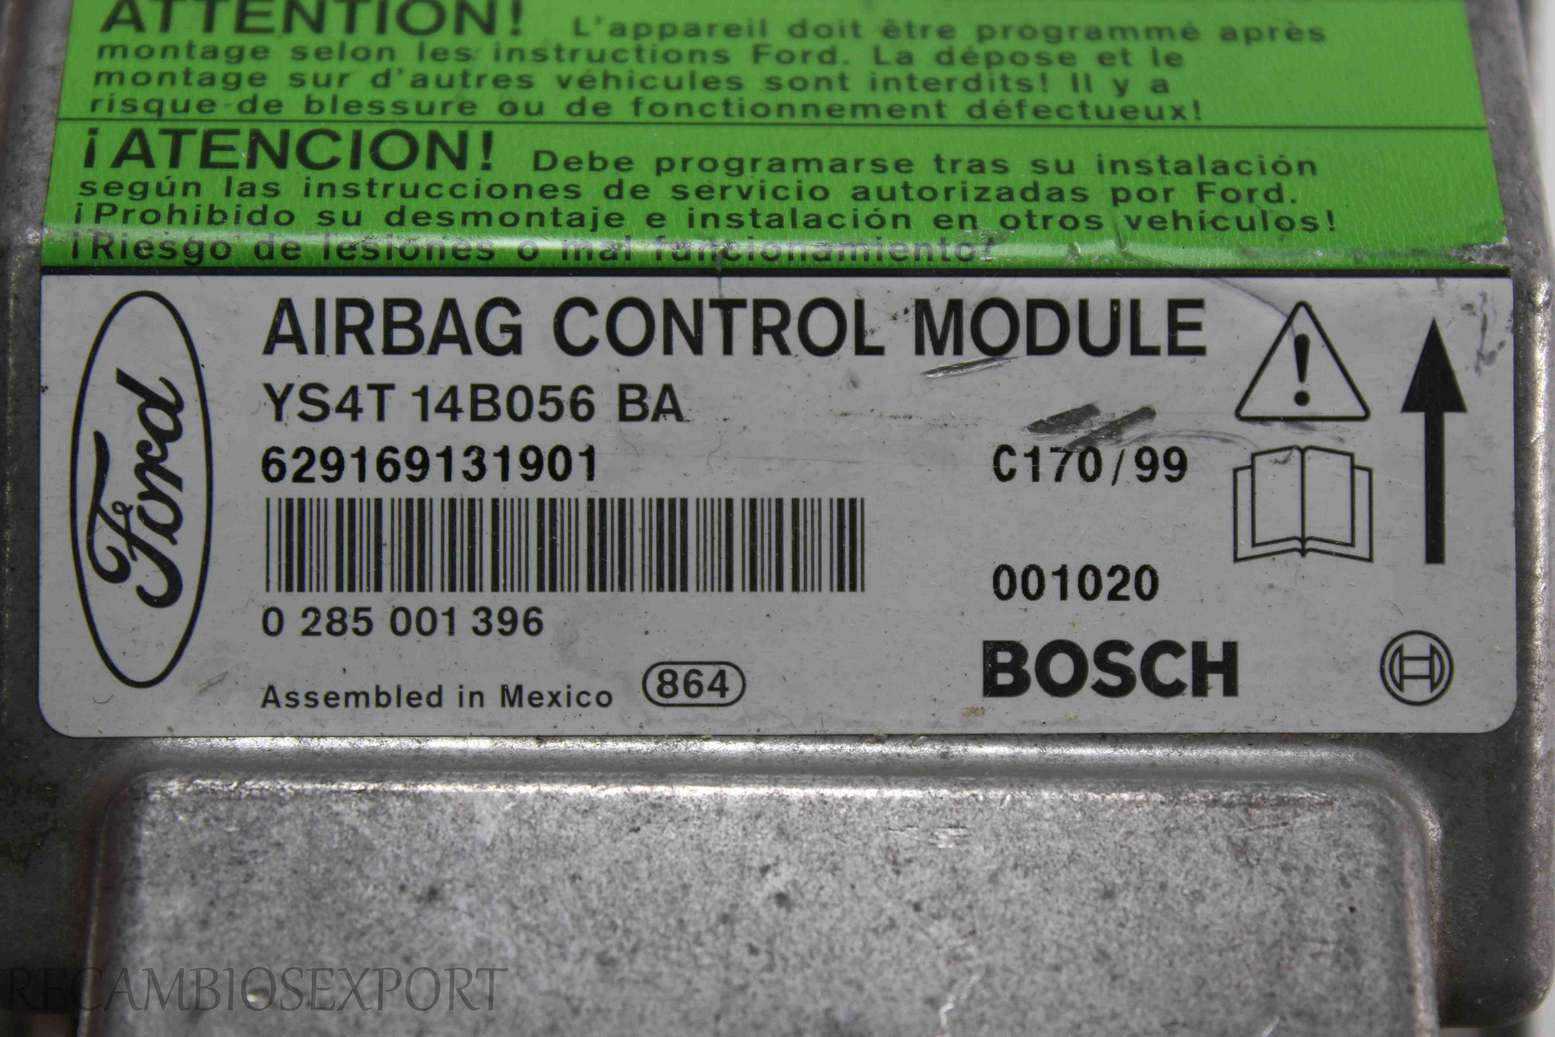 ATTENTION! L'appareil doit être programmé après
montage selon les instructions Ford. La dépose et le
montage sur d'autres véhicules sont interdits! Il y a
risque de blessure ou de fonctionnement défectueux!
¡ATENCION! Debe programarse tras su instalación
según las instrucciones de servicio autorizadas por Ford.
¡Prohibido su desmontaje e instalación en otros vehículos!
¡Riesgo de lesiones o mal funcionamiento!
Ford
AIRBAG CONTROL MODULE
YS4T 14B056 BA
629169131901 C170/99
001020
0 285 001 396
Assembled in Mexico 864 BOSCH
RECAMBIOSEXPORT